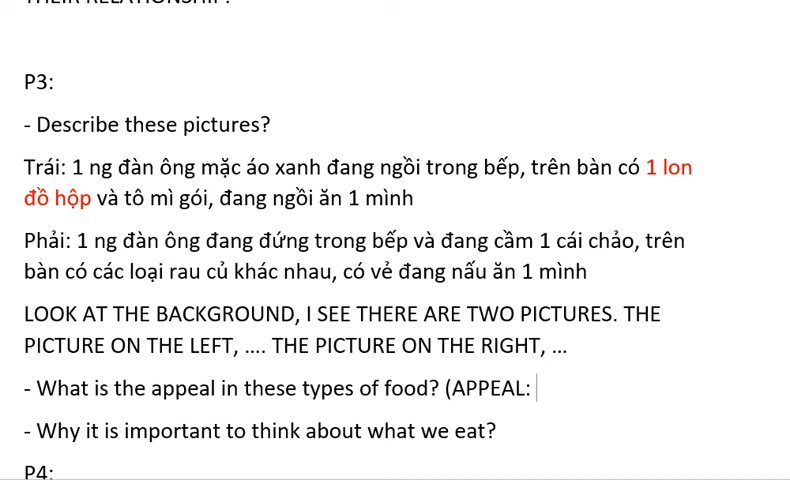 THEIR RELATIONSHIP?
P3:
- Describe these pictures?
Trái: 1 ng đàn ông mặc áo xanh đang ngồi trong bếp, trên bàn có 1 lon
đồ hộp và tô mì gói, đang ngồi ăn 1 mình
Phải: 1 ng đàn ông đang đứng trong bếp và đang cầm 1 cái chảo, trên
bàn có các loại rau củ khác nhau, có vẻ đang nấu ăn 1 mình
LOOK AT THE BACKGROUND, I SEE THERE ARE TWO PICTURES. THE
PICTURE ON THE LEFT, .... THE PICTURE ON THE RIGHT, ...
- What is the appeal in these types of food? (APPEAL:
- Why it is important to think about what we eat?
P4: